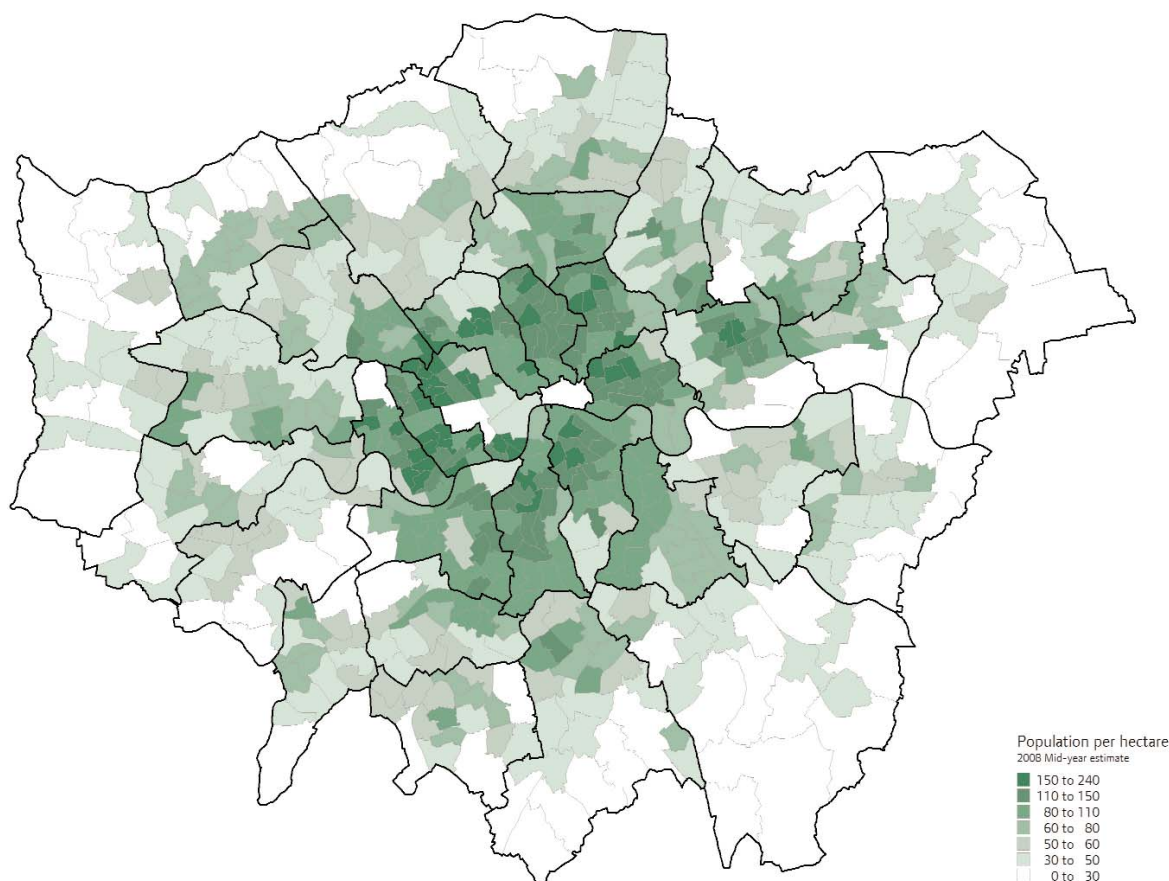 Population per hectare
2008 Mid-year estimate
150 to 240
110 to 150
80 to 110
60 to 80
50 to 60
30 to 50
0 to 30